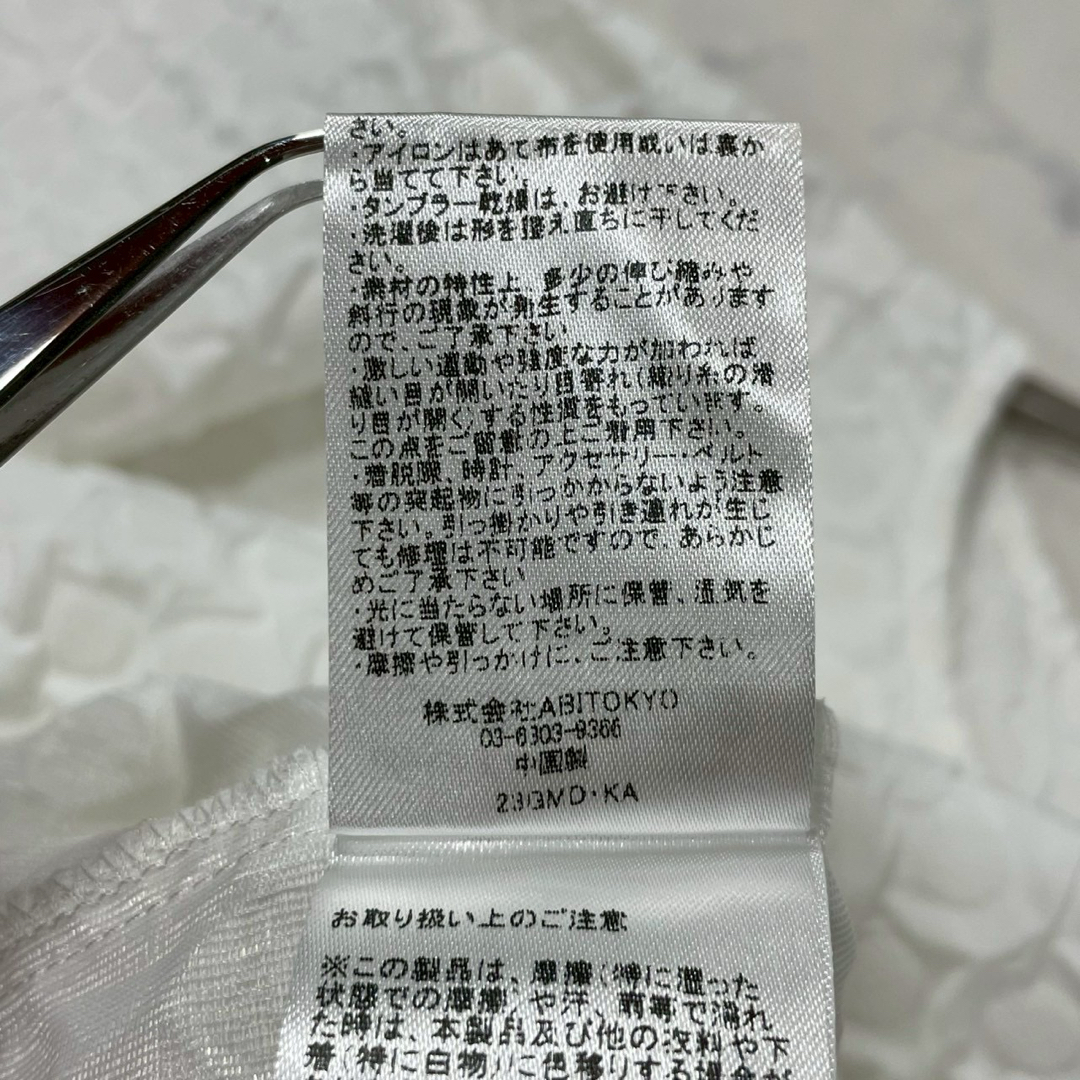 さい。
・アイロンはあて布を使用或いは裏か
ら当てて下さい。
・タンブラー乾燥は、お避け下さい。
・洗濯後は形を整え直ちに干してくだ
さい。
・素材の特性上、多少の伸び縮みや
斜行の現象が発生することがあります
ので、ご了承下さい
・激しい運動や強度な力が加われば
縫い目が開いたり目寄れ(織り糸の滑
り目が開く)する性質をもっています。
この点をご留意の上ご着用下さい。
・着脱際、時計、アクセサリー・ベルト
等の突起物に引っかからないよう注意
下さい。引っ掛かりや引き連れが生じ
ても修理は不可能ですので、あらかじ
めご了承下さい
・光に当たらない場所に保管、湿気を
避けて保管して下さい。
・摩擦や引っかけに、ご注意下さい。
株式会社ABITOKYO
03-6303-9366
中国製
23GMD・KA
お取り扱い上のご注意
※この製品は、摩擦(特に湿った
状態での摩擦)や汗、雨等で濡れ
た時は、本製品及び他の衣料や下
着(特に白物)に色移りする場合が